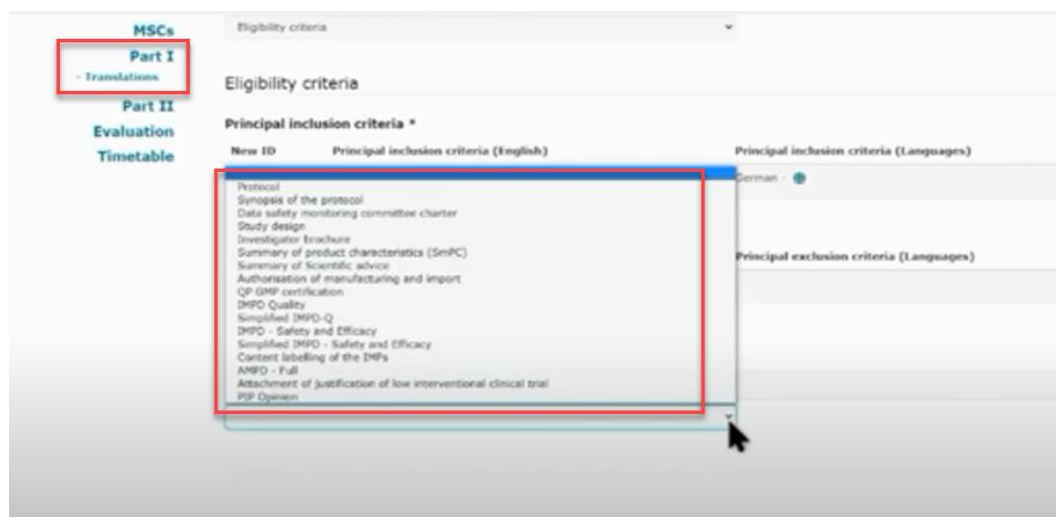 MSCs
Part I
- Translations
Part II
Evaluation
Timetable
Eligibility criteria
Eligibility criteria
Principal inclusion criteria *
New ID Principal inclusion criteria (English) Principal inclusion criteria (Languages)
German -
Protocol
Synopsis of the protocol
Data safety monitoring committee charter
Study design
Investigator brochure
Summary of product characteristics (SmPC)
Summary of Scientific advice
Authorisation of manufacturing and import
QP GMP certification
IMPD Quality
Simplified IMPD-Q
IMPD - Safety and Efficacy
Simplified IMPD - Safety and Efficacy
Content labelling of the IMPs
AMPD - Full
Attachment of justification of low interventional clinical trial
PIP Opinion
Principal exclusion criteria (Languages)